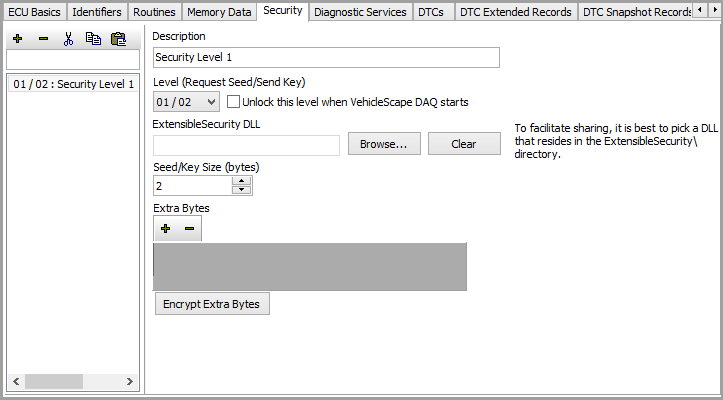 ECU Basics Identifiers Routines Memory Data Security Diagnostic Services DTCs DTC Extended Records DTC Snapshot Records
Description
Security Level 1
01 / 02 : Security Level 1
Level (Request Seed/Send Key)
01 / 02 Unlock this level when VehicleScape DAQ starts
ExtensibleSecurity DLL
Browse... Clear
To facilitate sharing, it is best to pick a DLL
that resides in the ExtensibleSecurity\
directory.
Seed/Key Size (bytes)
2
Extra Bytes
Encrypt Extra Bytes